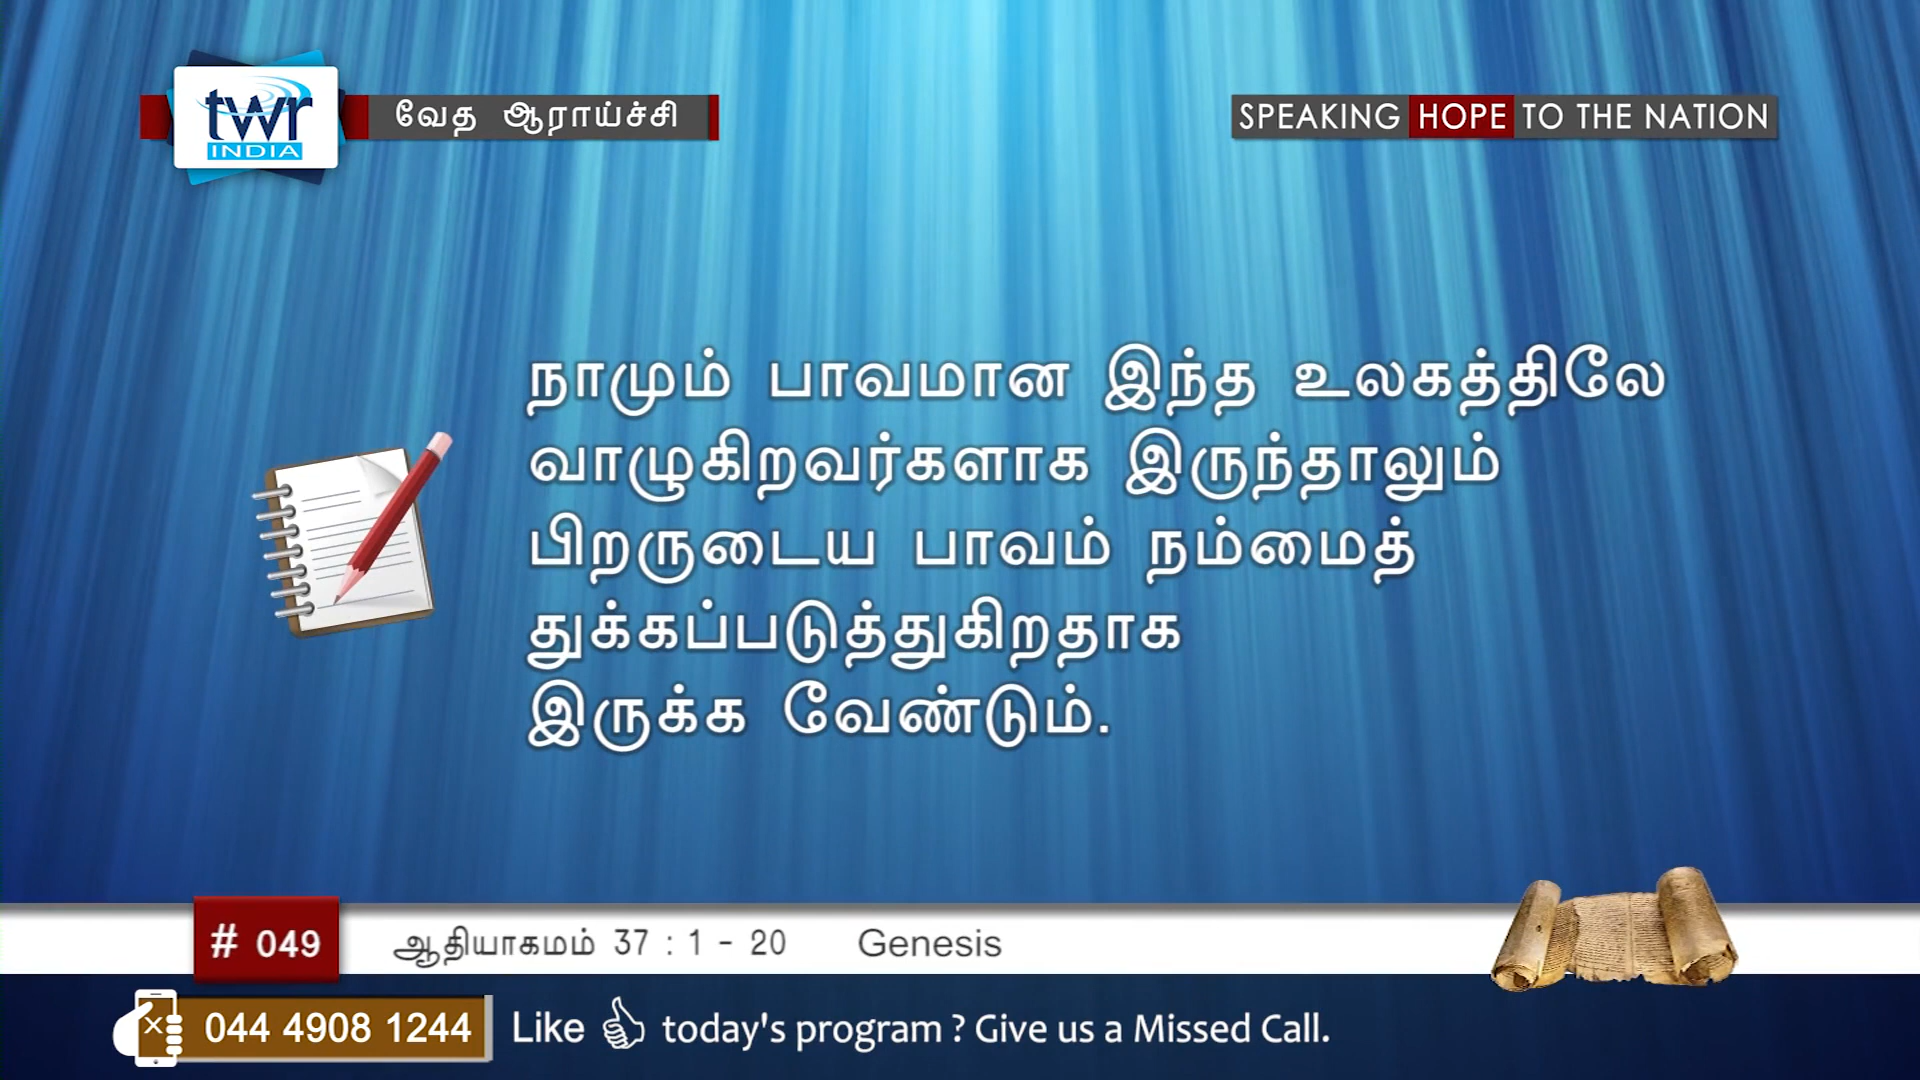 twr
INDIA
வேத ஆராய்ச்சி
SPEAKING HOPE TO THE NATION
நாமும் பாவமான இந்த உலகத்திலே
வாழுகிறவர்களாக இருந்தாலும்
பிறருடைய பாவம் நம்மைத்
துக்கப்படுத்துகிறதாக
இருக்க வேண்டும்.
# 049
ஆதியாகமம் 37 : 1 - 20 Genesis
044 4908 1244
Like today's program ? Give us a Missed Call.